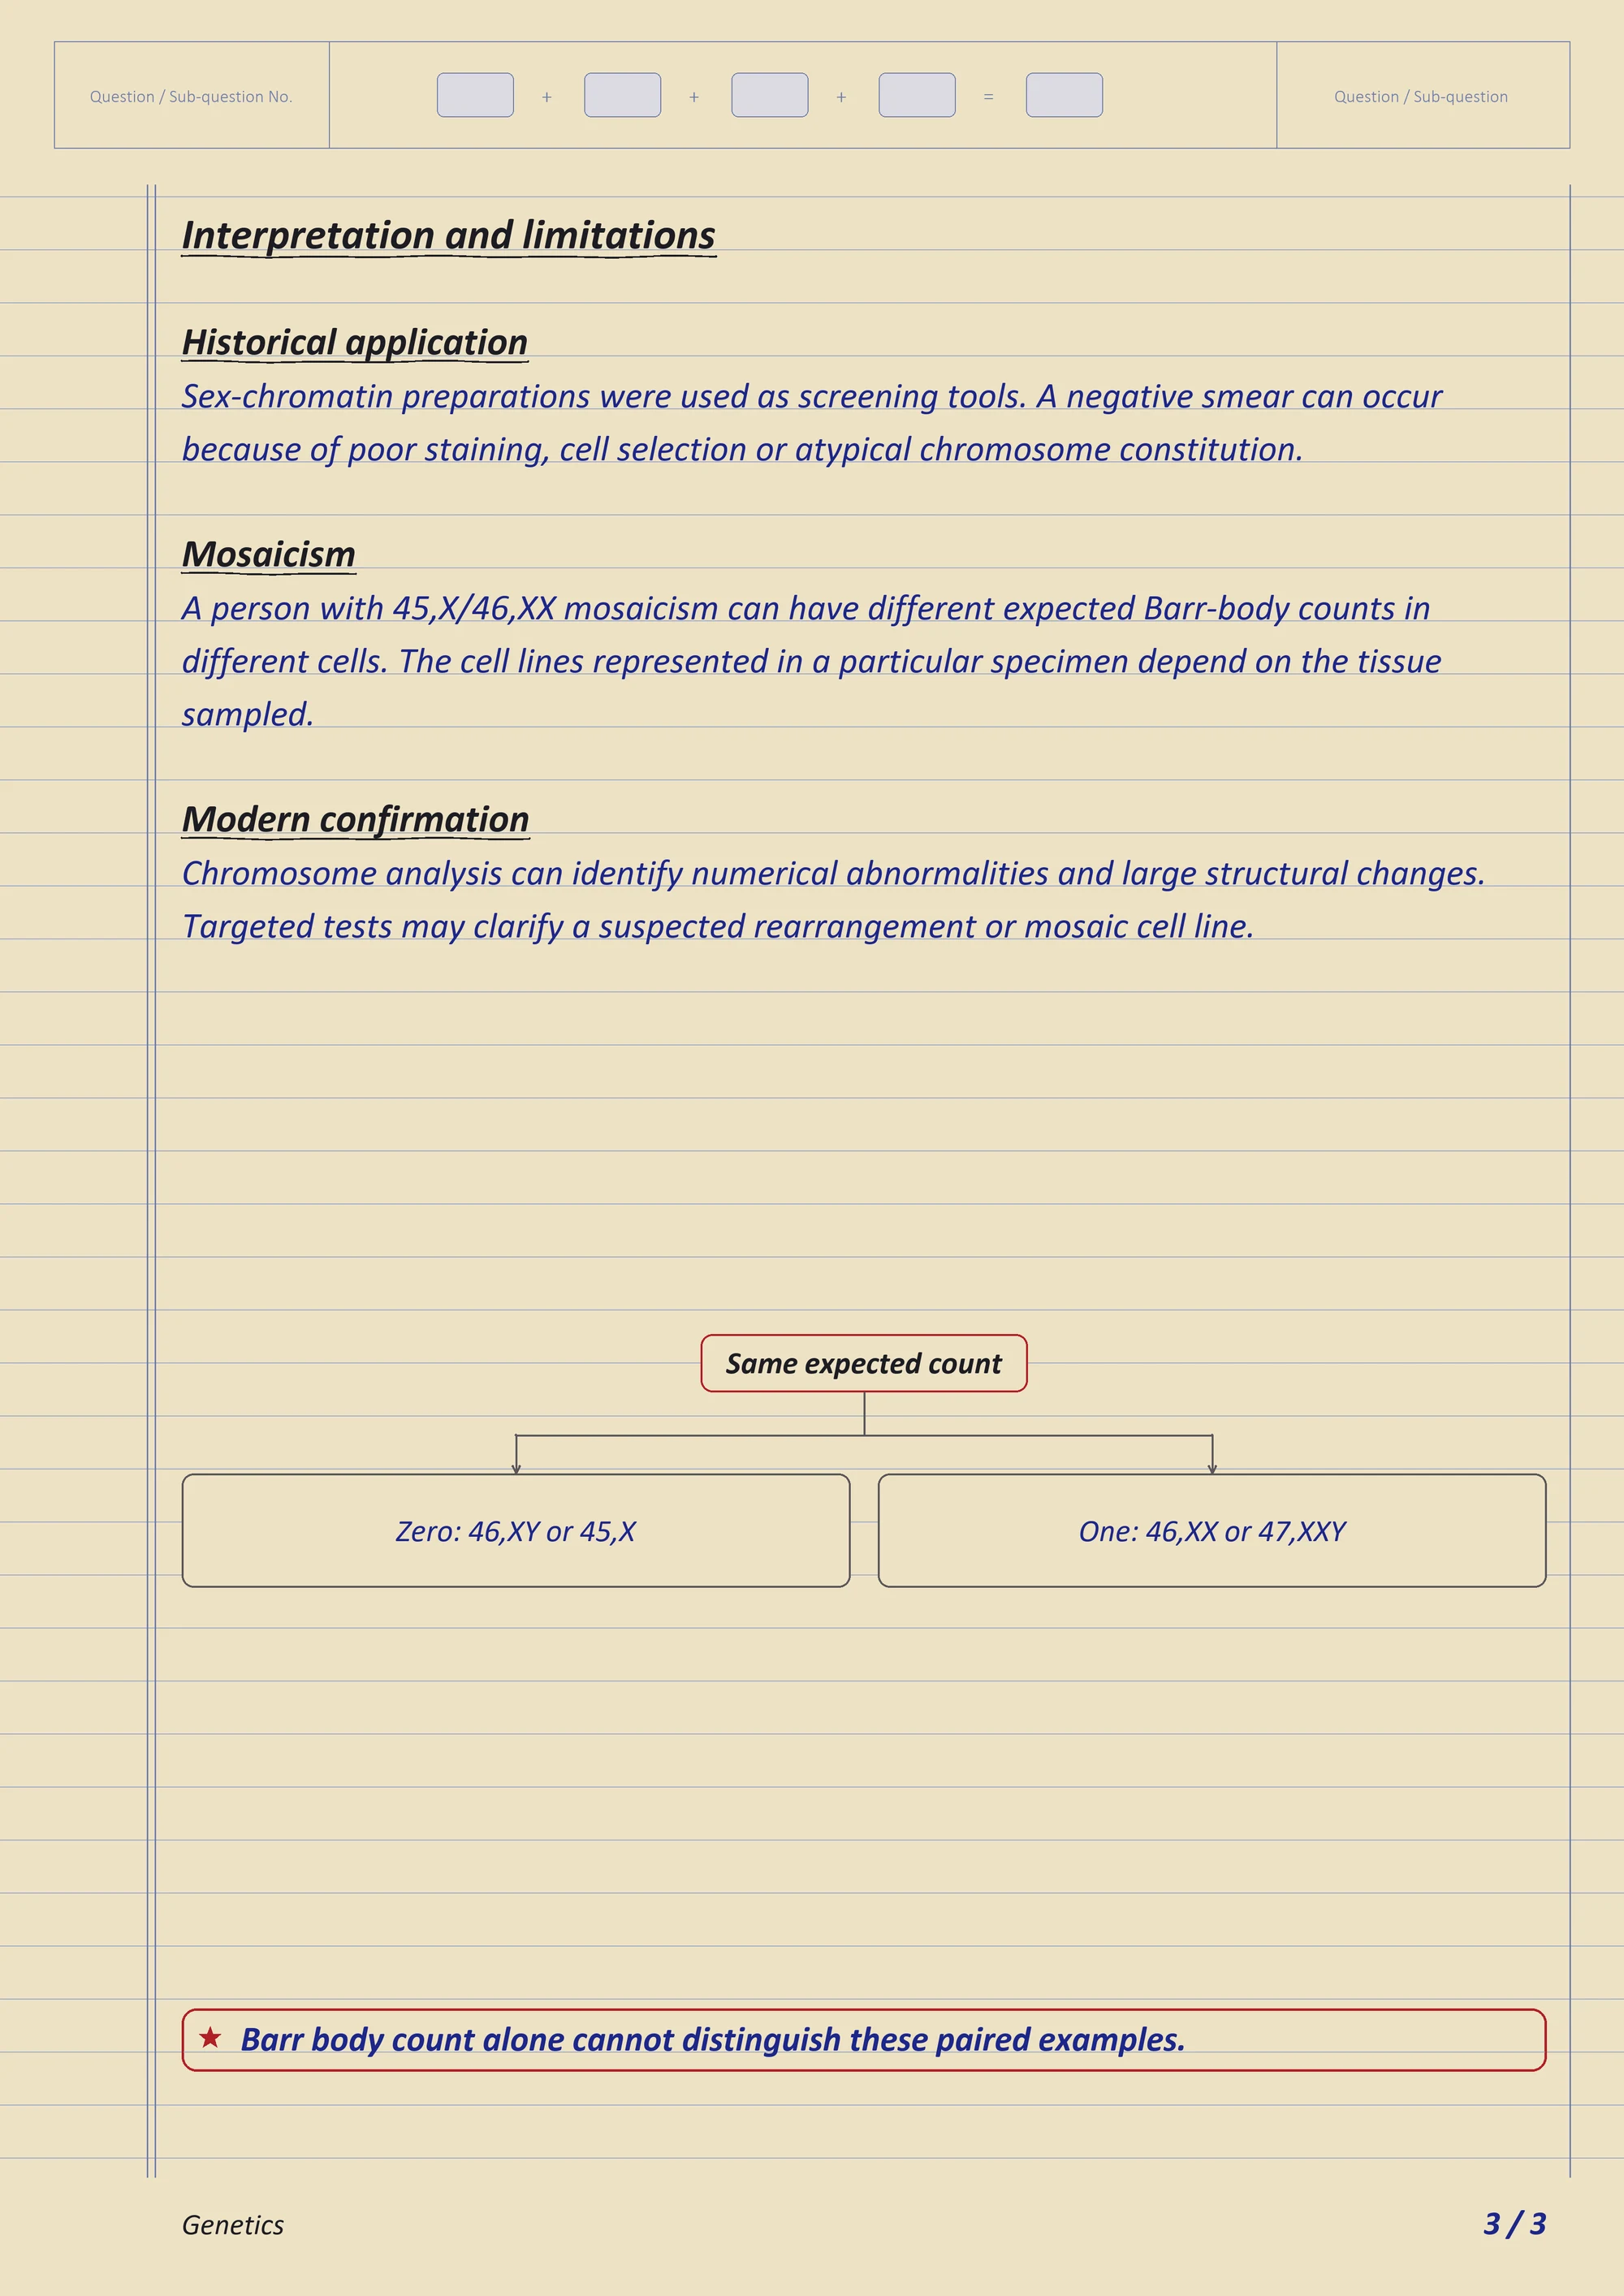 Question / Sub-question No.
+ + + =
Question / Sub-question
Interpretation and limitations
Historical application
Sex-chromatin preparations were used as screening tools. A negative smear can occur
because of poor staining, cell selection or atypical chromosome constitution.
Mosaicism
A person with 45,X/46,XX mosaicism can have different expected Barr-body counts in
different cells. The cell lines represented in a particular specimen depend on the tissue
sampled.
Modern confirmation
Chromosome analysis can identify numerical abnormalities and large structural changes.
Targeted tests may clarify a suspected rearrangement or mosaic cell line.
Same expected count
Zero: 46,XY or 45,X
One: 46,XX or 47,XXY
★ Barr body count alone cannot distinguish these paired examples.
Genetics
3 / 3